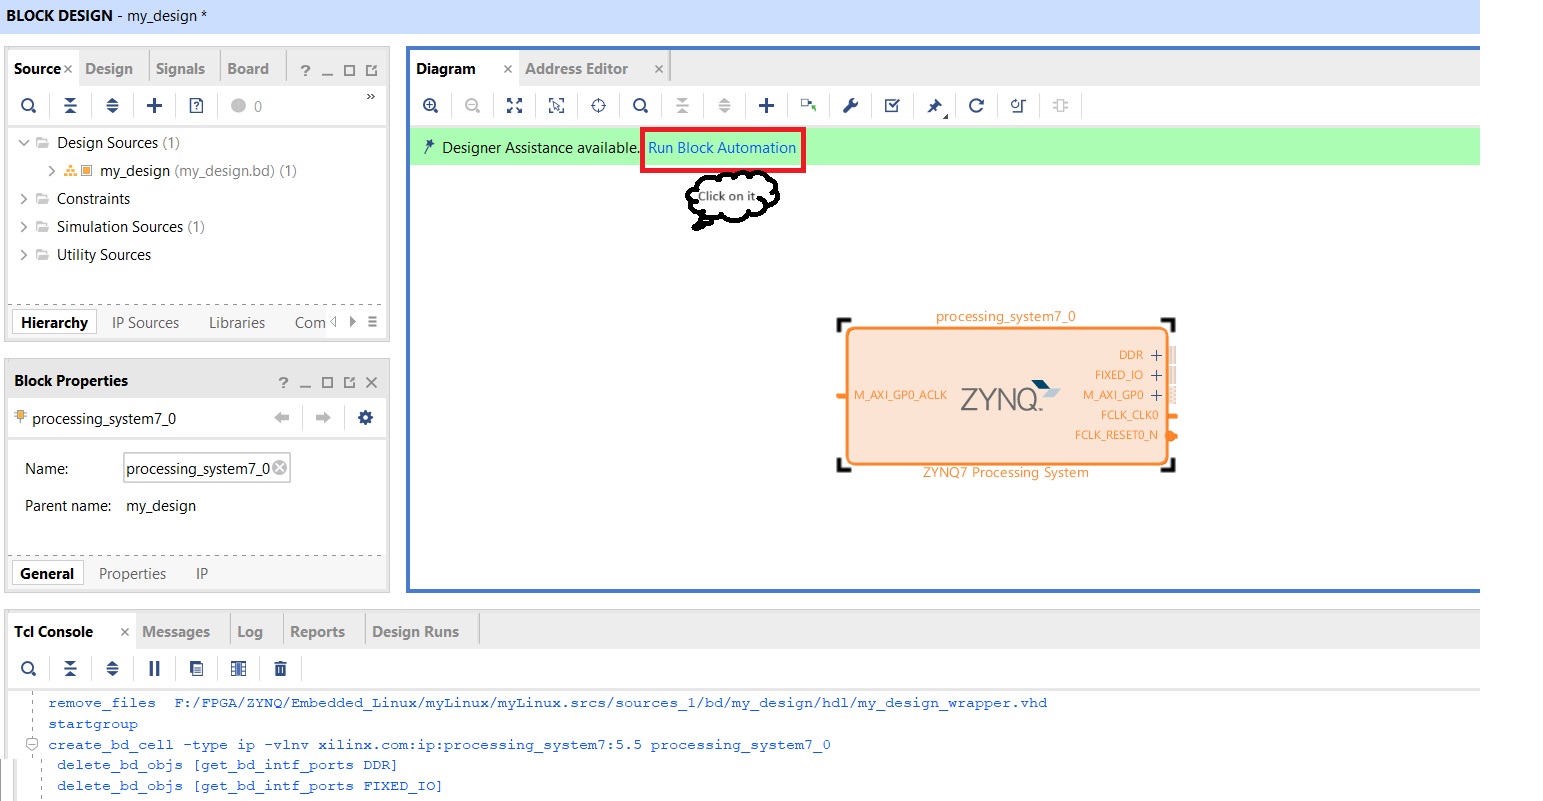 BLOCK DESIGN - my_design *
Source × Design Signals Board ?
0 »
Design Sources (1)
my_design (my_design.bd) (1)
Constraints
Simulation Sources (1)
Utility Sources
Hierarchy IP Sources Libraries Com
Block Properties ?
processing_system7_0
Name: processing_system7_0
Parent name: my_design
General Properties IP
Diagram × Address Editor ×
Designer Assistance available. Run Block Automation
Click on it
processing_system7_0
DDR
FIXED_IO
M_AXI_GP0_ACLK ZYNQ. M_AXI_GP0
FCLK_CLK0
FCLK_RESET0_N
ZYNQ7 Processing System
Tcl Console × Messages Log Reports Design Runs
remove_files F:/FPGA/ZYNQ/Embedded_Linux/myLinux/myLinux.srcs/sources_1/bd/my_design/hdl/my_design_wrapper.vhd
startgroup
create_bd_cell -type ip -vlnv xilinx.com:ip:processing_system7:5.5 processing_system7_0
delete_bd_objs [get_bd_intf_ports DDR]
delete_bd_objs [get_bd_intf_ports FIXED_IO]